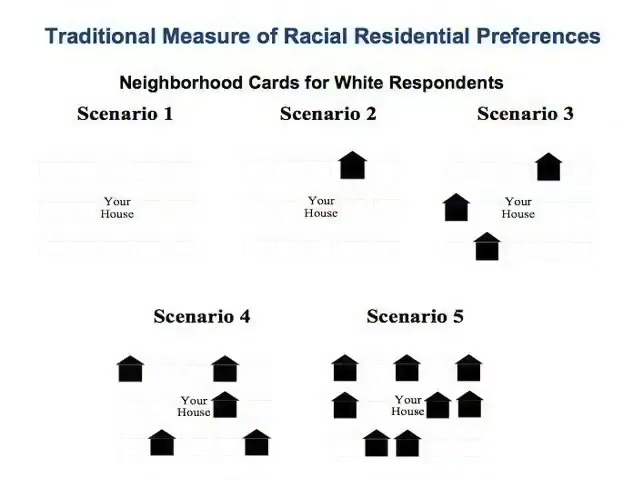 Traditional Measure of Racial Residential Preferences
Neighborhood Cards for White Respondents
Scenario 1
Scenario 2
Scenario 3
Your
House
Your
House
Your
House
Scenario 4
Scenario 5
Your
House
Your
House